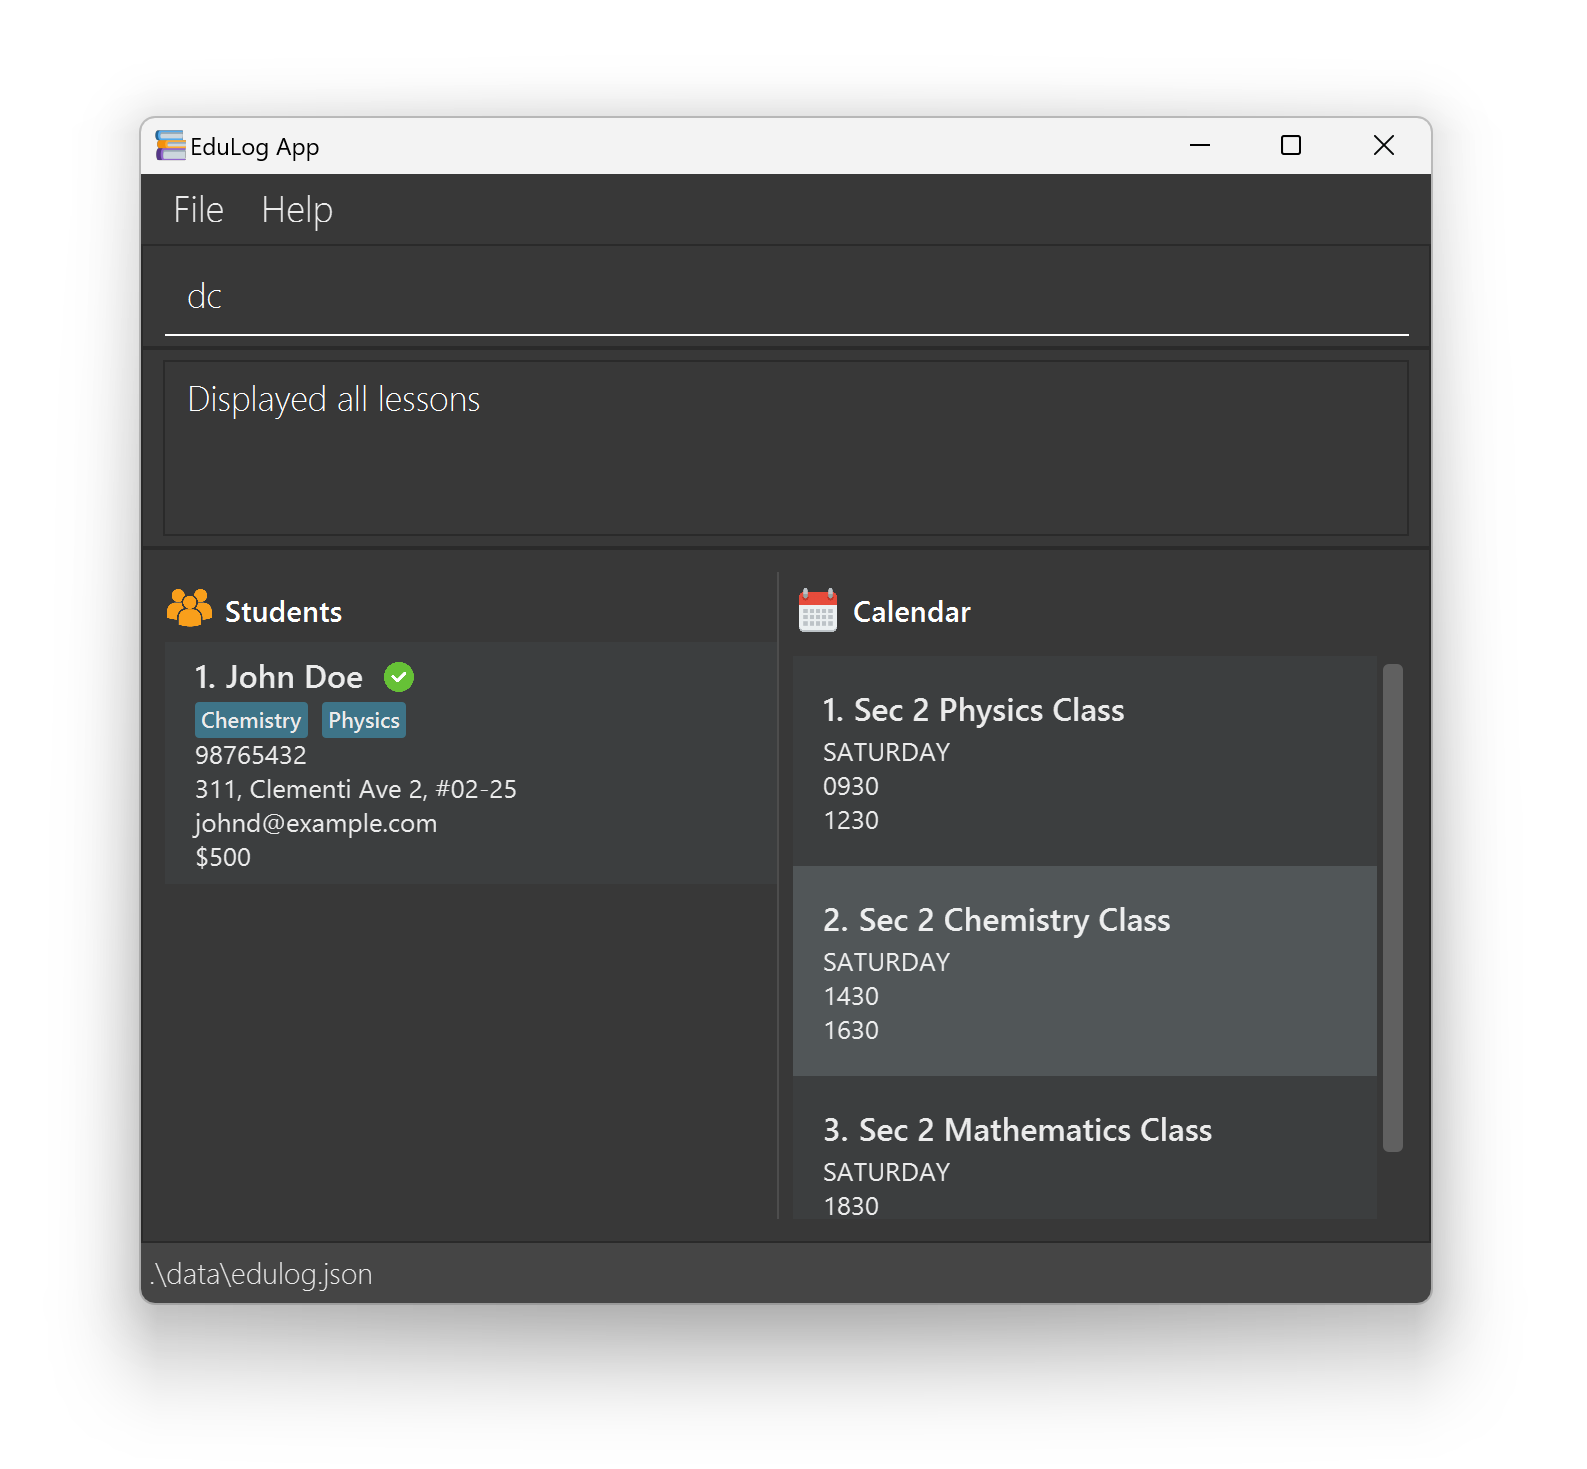 EduLog App
File Help
dc
Displayed all lessons
Students
1. John Doe
Chemistry Physics
98765432
311, Clementi Ave 2, #02-25
johnd@example.com
$500
Calendar
1. Sec 2 Physics Class
SATURDAY
0930
1230
2. Sec 2 Chemistry Class
SATURDAY
1430
1630
3. Sec 2 Mathematics Class
SATURDAY
1830
.\data\edulog.json